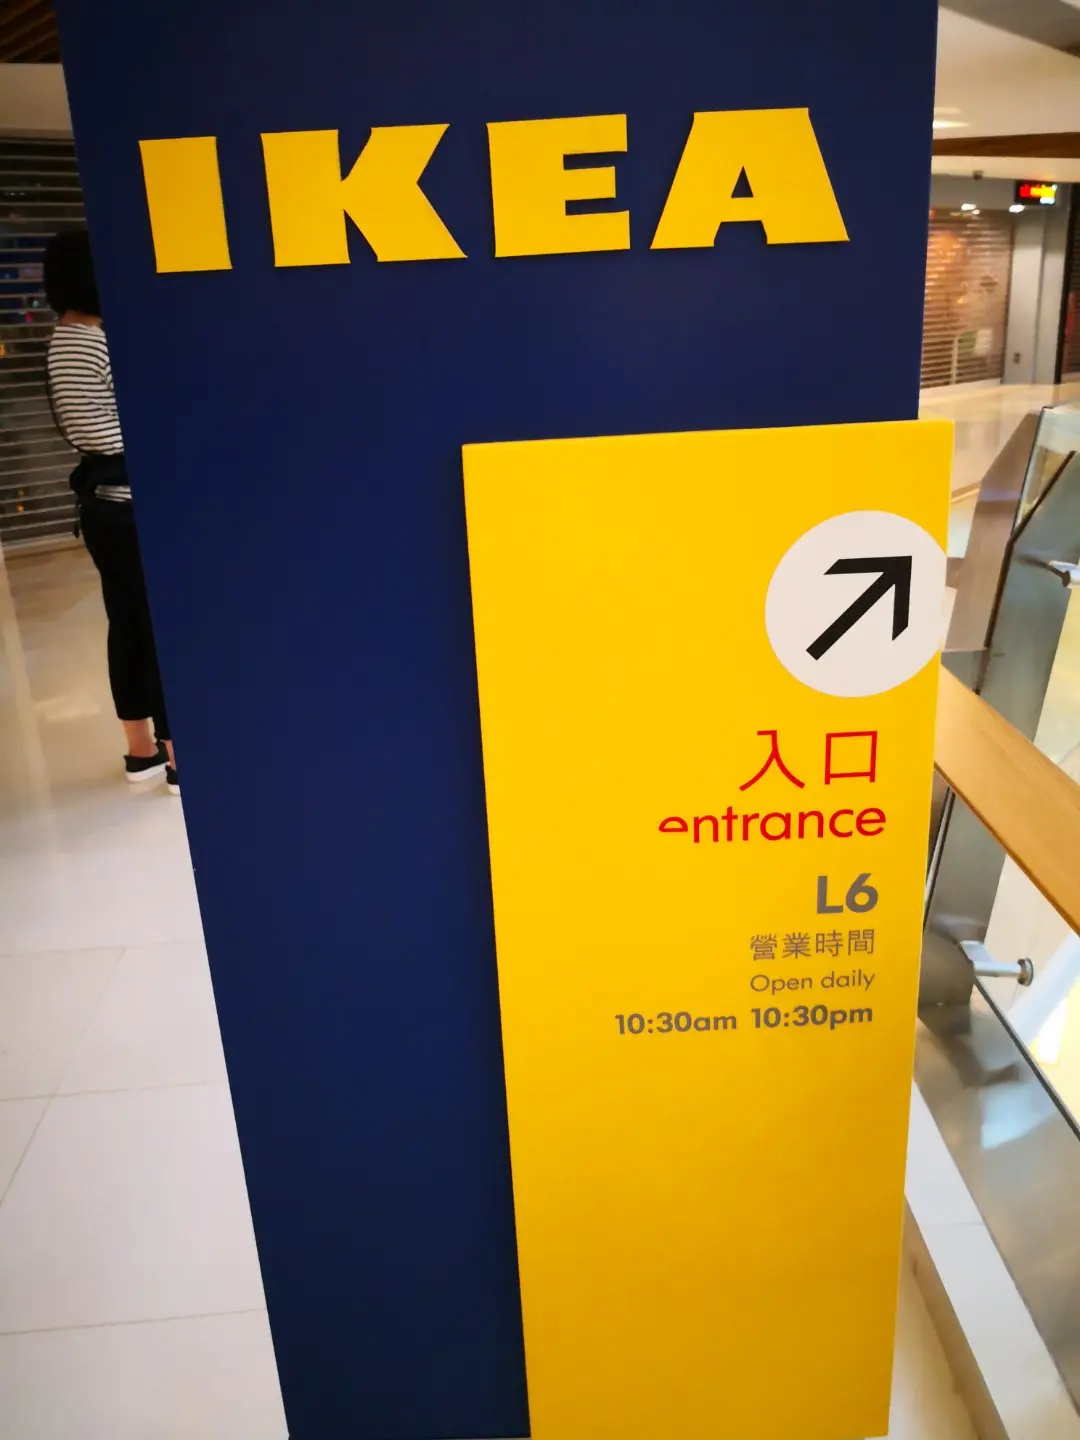 IKEA
入口
entrance
L6
營業時間
Open daily
10:30am 10:30pm